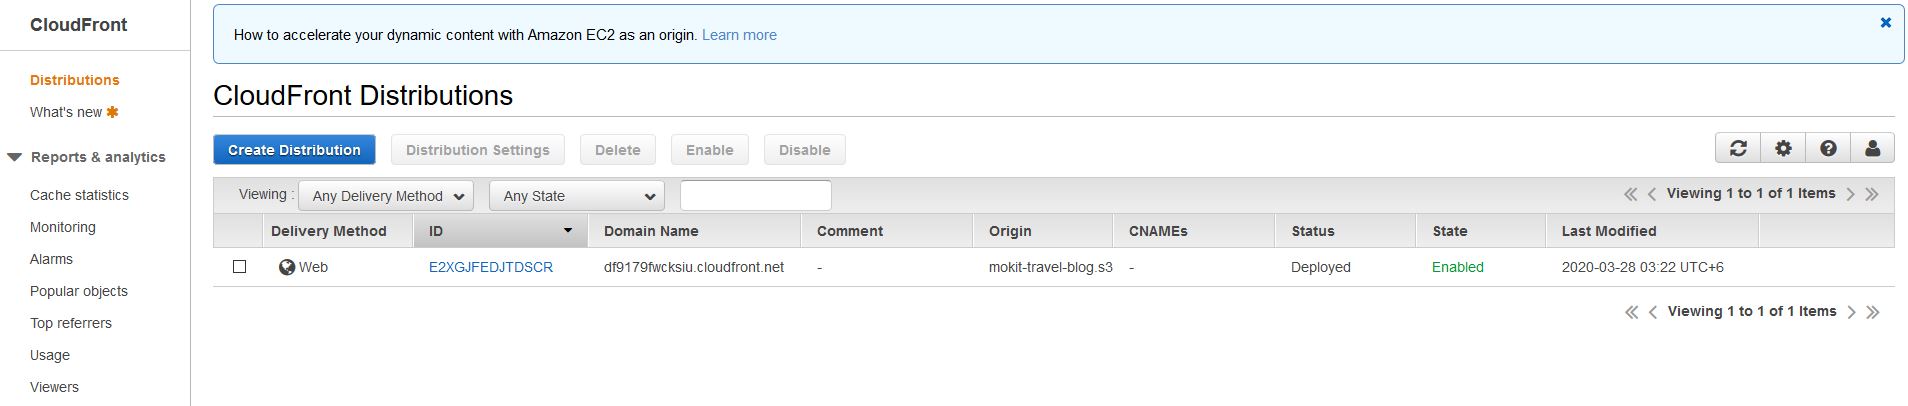 CloudFront
Distributions
What's new
Reports & analytics
Cache statistics
Monitoring
Alarms
Popular objects
Top referrers
Usage
Viewers
How to accelerate your dynamic content with Amazon EC2 as an origin. Learn more
CloudFront Distributions
Create Distribution Distribution Settings Delete Enable Disable
Viewing : Any Delivery Method Any State Viewing 1 to 1 of 1 Items
Delivery Method ID Domain Name Comment Origin CNAMEs Status State Last Modified
Web E2XGJFEDJTDSCR df9179fwcksiu.cloudfront.net - mokit-travel-blog.s3 - Deployed Enabled 2020-03-28 03:22 UTC+6
Viewing 1 to 1 of 1 Items